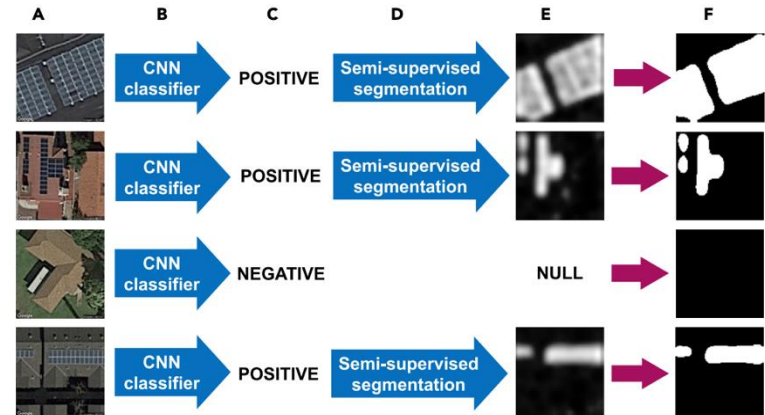 A B C D E F
CNN classifier POSITIVE Semi-supervised segmentation
CNN classifier POSITIVE Semi-supervised segmentation
CNN classifier NEGATIVE NULL
CNN classifier POSITIVE Semi-supervised segmentation